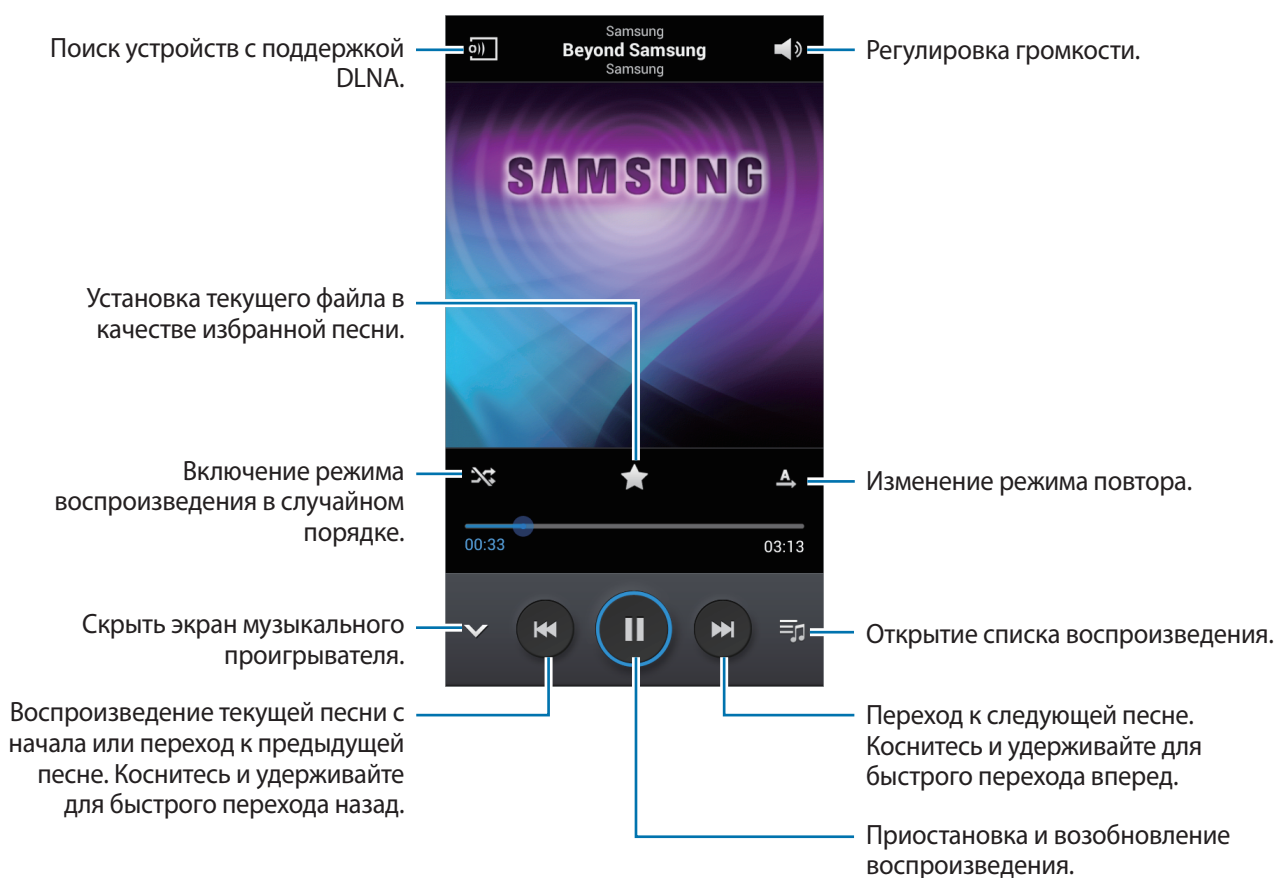 Поиск устройств с поддержкой
DLNA.
Samsung
Beyond Samsung
Samsung
Регулировка громкости.
SAMSUNG
Установка текущего файла в
качестве избранной песни.
Включение режима
воспроизведения в случайном
порядке.
A
Изменение режима повтора.
00:33
03:13
Скрыть экран музыкального
проигрывателя.
Открытие списка воспроизведения.
Воспроизведение текущей песни с
начала или переход к предыдущей
песне. Коснитесь и удерживайте
для быстрого перехода назад.
Переход к следующей песне.
Коснитесь и удерживайте для
быстрого перехода вперед.
Приостановка и возобновление
воспроизведения.